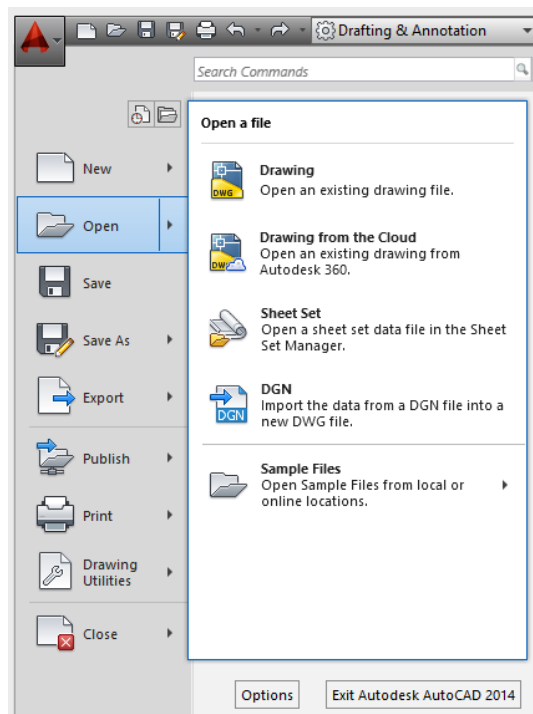 Drafting & Annotation
Search Commands
Open a file
New
Open
Save
Save As
Export
Publish
Print
Drawing
Utilities
Close
Drawing
DWG
Open an existing drawing file.
Drawing from the Cloud
Open an existing drawing from
Autodesk 360.
Sheet Set
Open a sheet set data file in the Sheet
Set Manager.
DGN
DGN
Import the data from a DGN file into a
new DWG file.
Sample Files
Open Sample Files from local or
online locations.
Options
Exit Autodesk AutoCAD 2014